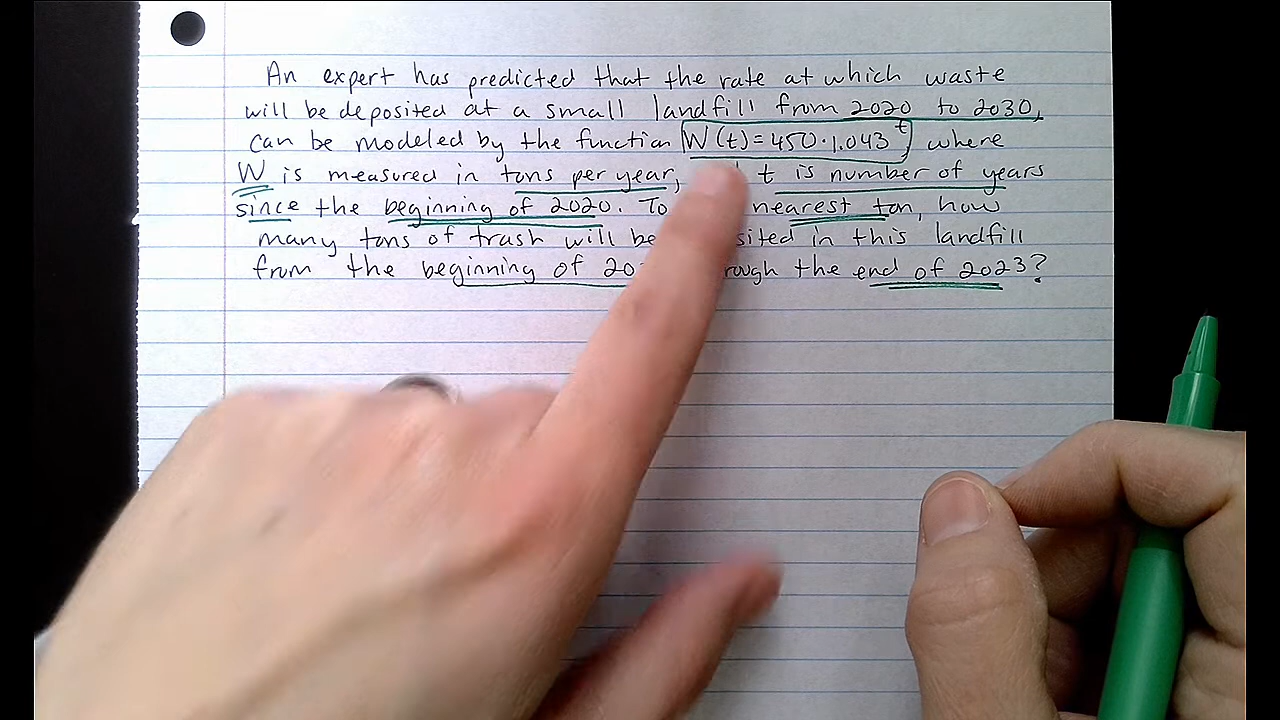 An expert has predicted that the rate at which waste
will be deposited at a small landfill from 2020 to 2030,
can be modeled by the function W(t)=450·1.043^t where
W is measured in tons per year, t is number of years
since the beginning of 2020. To nearest ton, how
many tons of trash will be in this landfill
from the beginning of the end of 2023?